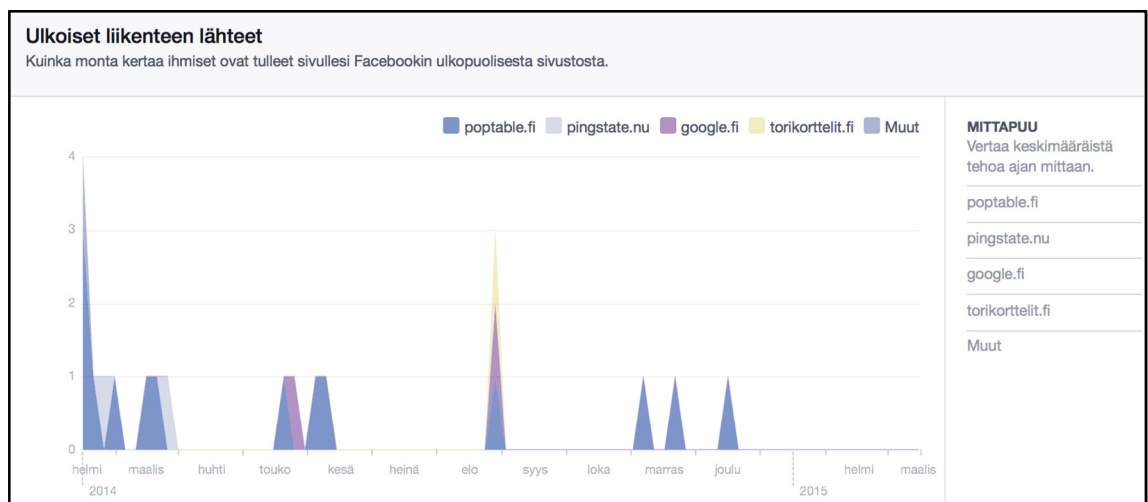 Ulkoiset liikenteen lähteet
Kuinka monta kertaa ihmiset ovat tulleet sivullesi Facebookin ulkopuolisesta sivustosta.
poptable.fi pingstate.nu google.fi torikorttelit.fi Muut
4
3
2
1
0
helmi maalis huhti touko kesä heinä elo syys loka marras joulu helmi maalis
2014 2015
MITTAPUU
Vertaa keskimääräistä
tehoa ajan mittaan.
poptable.fi
pingstate.nu
google.fi
torikorttelit.fi
Muut